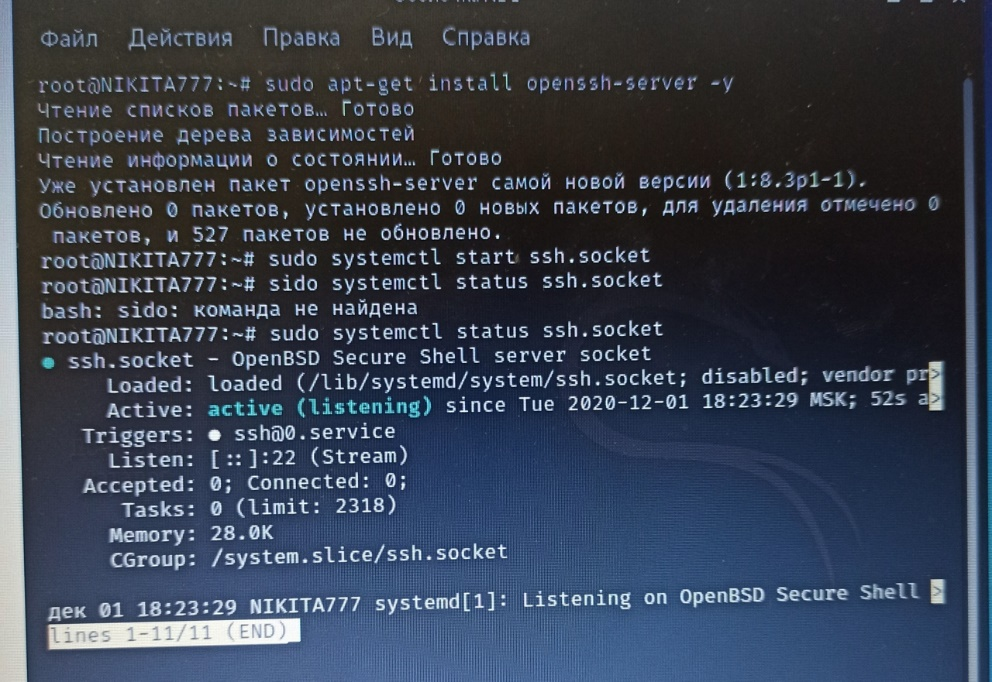 Файл Действия Правка Вид Справка
root@NIKITA777:~# sudo apt-get install openssh-server -y
Чтение списков пакетов… Готово
Построение дерева зависимостей
Чтение информации о состоянии… Готово
Уже установлен пакет openssh-server самой новой версии (1:8.3p1-1).
Обновлено 0 пакетов, установлено 0 новых пакетов, для удаления отмечено 0
пакетов, и 527 пакетов не обновлено.
root@NIKITA777:~# sudo systemctl start ssh.socket
root@NIKITA777:~# sido systemctl status ssh.socket
bash: sido: команда не найдена
root@NIKITA777:~# sudo systemctl status ssh.socket
● ssh.socket - OpenBSD Secure Shell server socket
Loaded: loaded (/lib/systemd/system/ssh.socket; disabled; vendor pr>
Active: active (listening) since Tue 2020-12-01 18:23:29 MSK; 52s a>
Triggers: ● ssh@0.service
Listen: [::]:22 (Stream)
Accepted: 0; Connected: 0;
Tasks: 0 (limit: 2318)
Memory: 28.0K
CGroup: /system.slice/ssh.socket
дек 01 18:23:29 NIKITA777 systemd[1]: Listening on OpenBSD Secure Shell >
lines 1-11/11 (END)